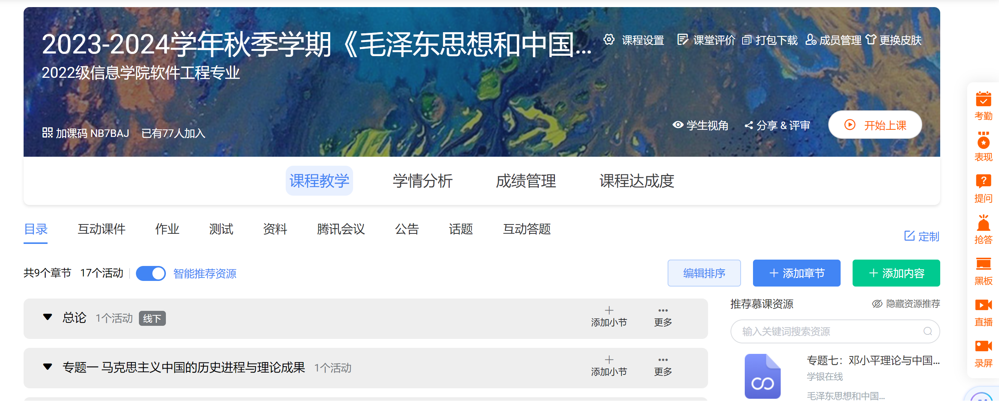 2023-2024学年秋季学期《毛泽东思想和中国...
课程设置 课堂评价 打包下载 成员管理 更换皮肤
2022级信息学院软件工程专业
加课码 NB7BAJ 已有77人加入
学生视角 分享 & 评审 开始上课
课程教学 学情分析 成绩管理 课程达成度
目录 互动课件 作业 测试 资料 腾讯会议 公告 话题 互动答题
定制
共9个章节 17个活动 智能推荐资源
编辑排序 + 添加章节 + 添加内容
总论 1个活动 线下
添加小节 更多
专题一 马克思主义中国的历史进程与理论成果 1个活动
添加小节 更多
推荐慕课资源 隐藏资源推荐
输入关键词搜索资源
专题七：邓小平理论与中国...
学银在线
毛泽东思想和中国...
考勤
表现
提问
抢答
黑板
直播
录屏